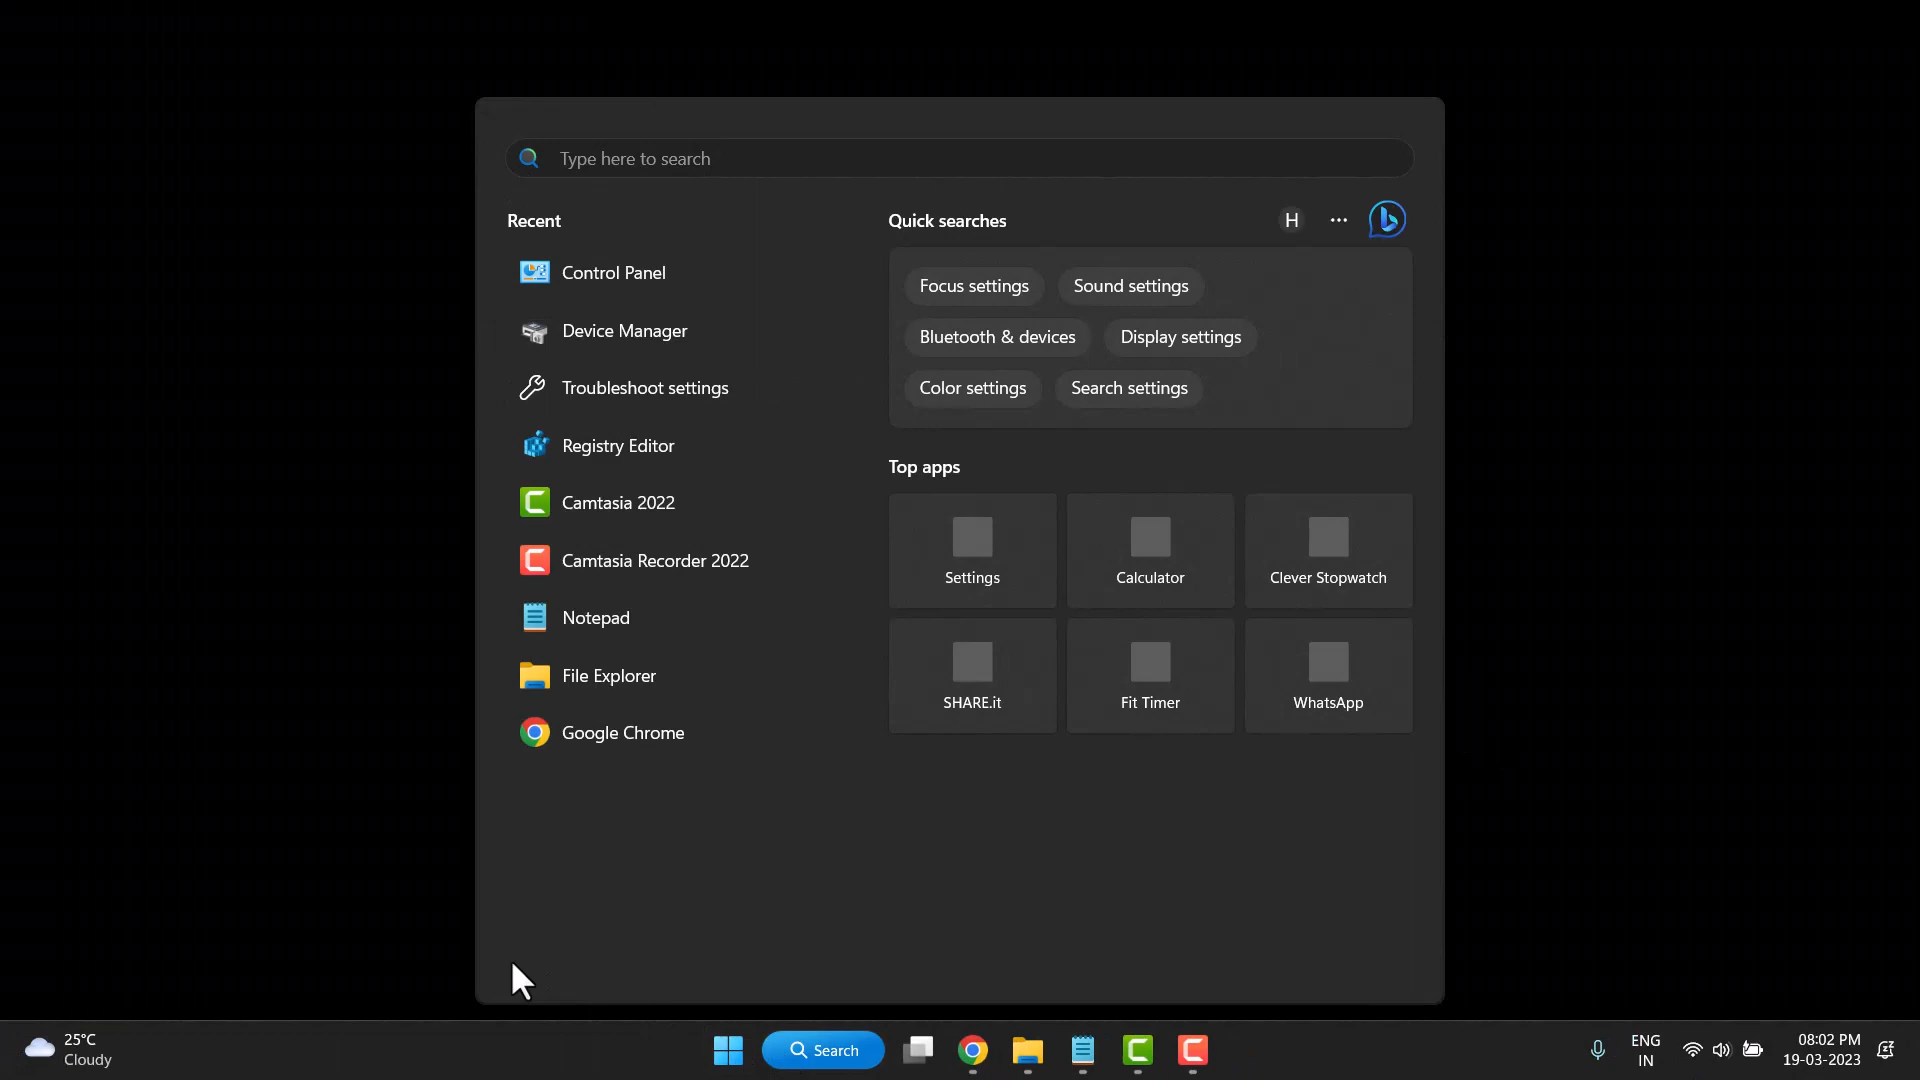 Type here to search
Recent
Control Panel
Device Manager
Troubleshoot settings
Registry Editor
Camtasia 2022
Camtasia Recorder 2022
Notepad
File Explorer
Google Chrome
Quick searches
H
Focus settings
Sound settings
Bluetooth & devices
Display settings
Color settings
Search settings
Top apps
Settings
Calculator
Clever Stopwatch
SHARE.it
Fit Timer
WhatsApp
25°C
Cloudy
Search
ENG
IN
08:02 PM
19-03-2023